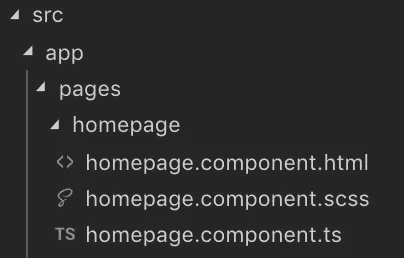 src
app
pages
homepage
<> homepage.component.html
homepage.component.scss
TS homepage.component.ts